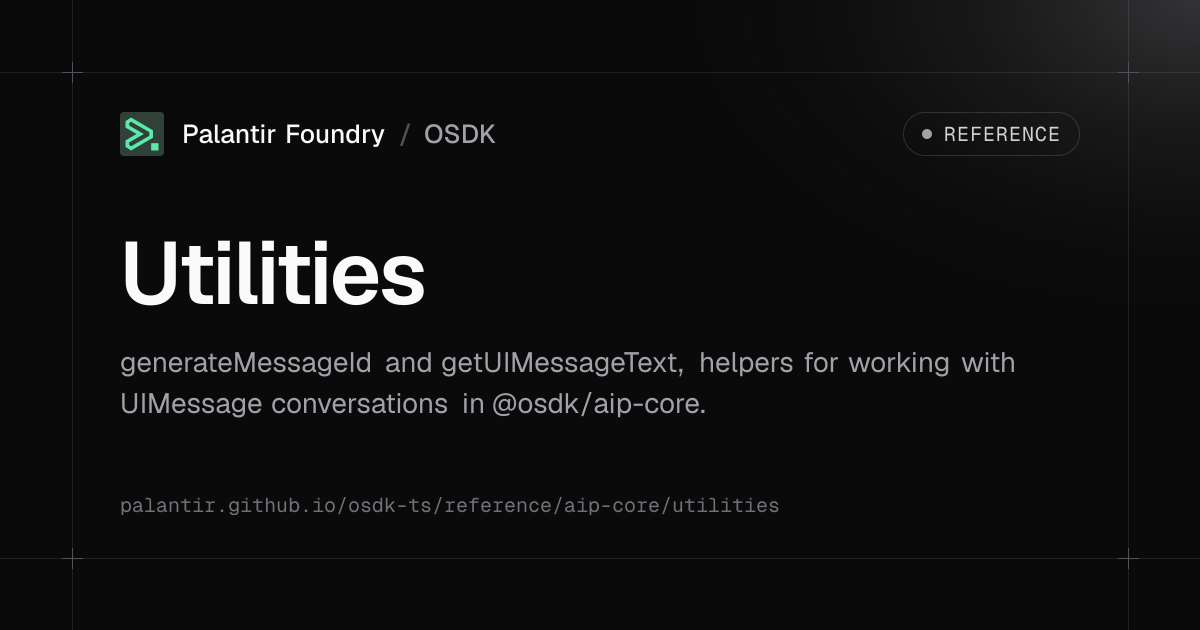 Palantir Foundry / OSDK
REFERENCE
Utilities
generateMessageId and getUIMessageText, helpers for working with
UIMessage conversations in @osdk/aip-core.
palantir.github.io/osdk-ts/reference/aip-core/utilities